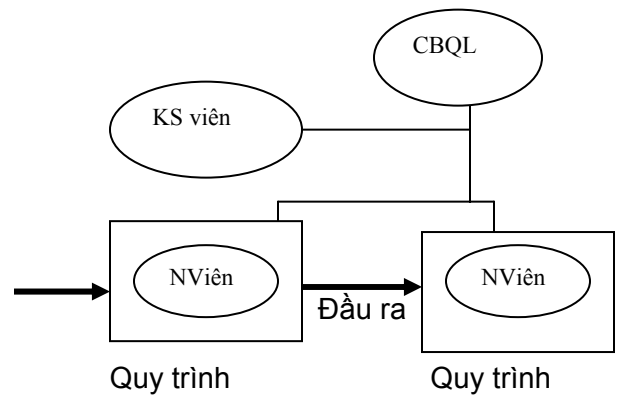 CBQL
KS viên
NViên
NViên
Đầu ra
Quy trình
Quy trình